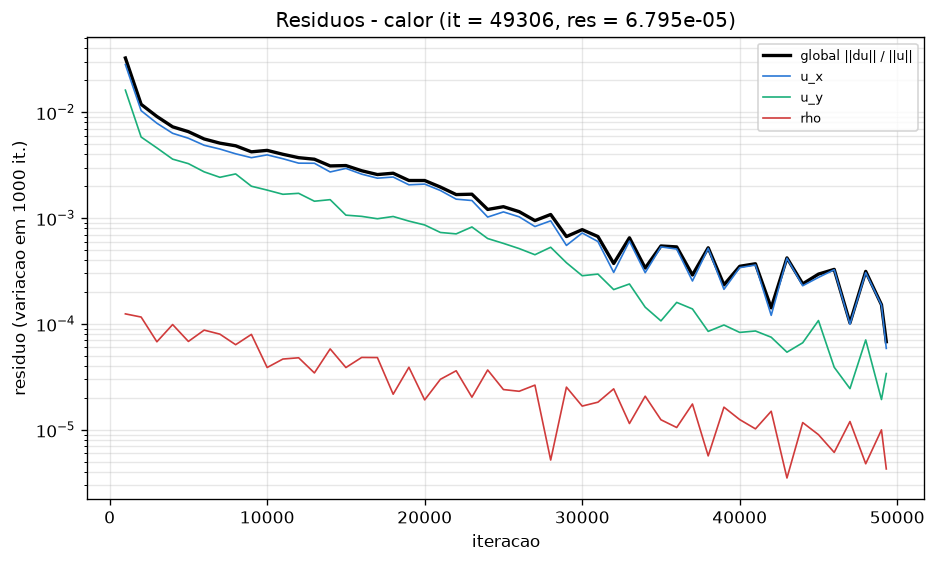 Residuos - calor (it = 49306, res = 6.795e-05)
residuo (variacao em 1000 it.)
10⁻²
10⁻³
10⁻⁴
10⁻⁵
global ||du|| / ||u||
u_x
u_y
rho
0 10000 20000 30000 40000 50000
iteracao